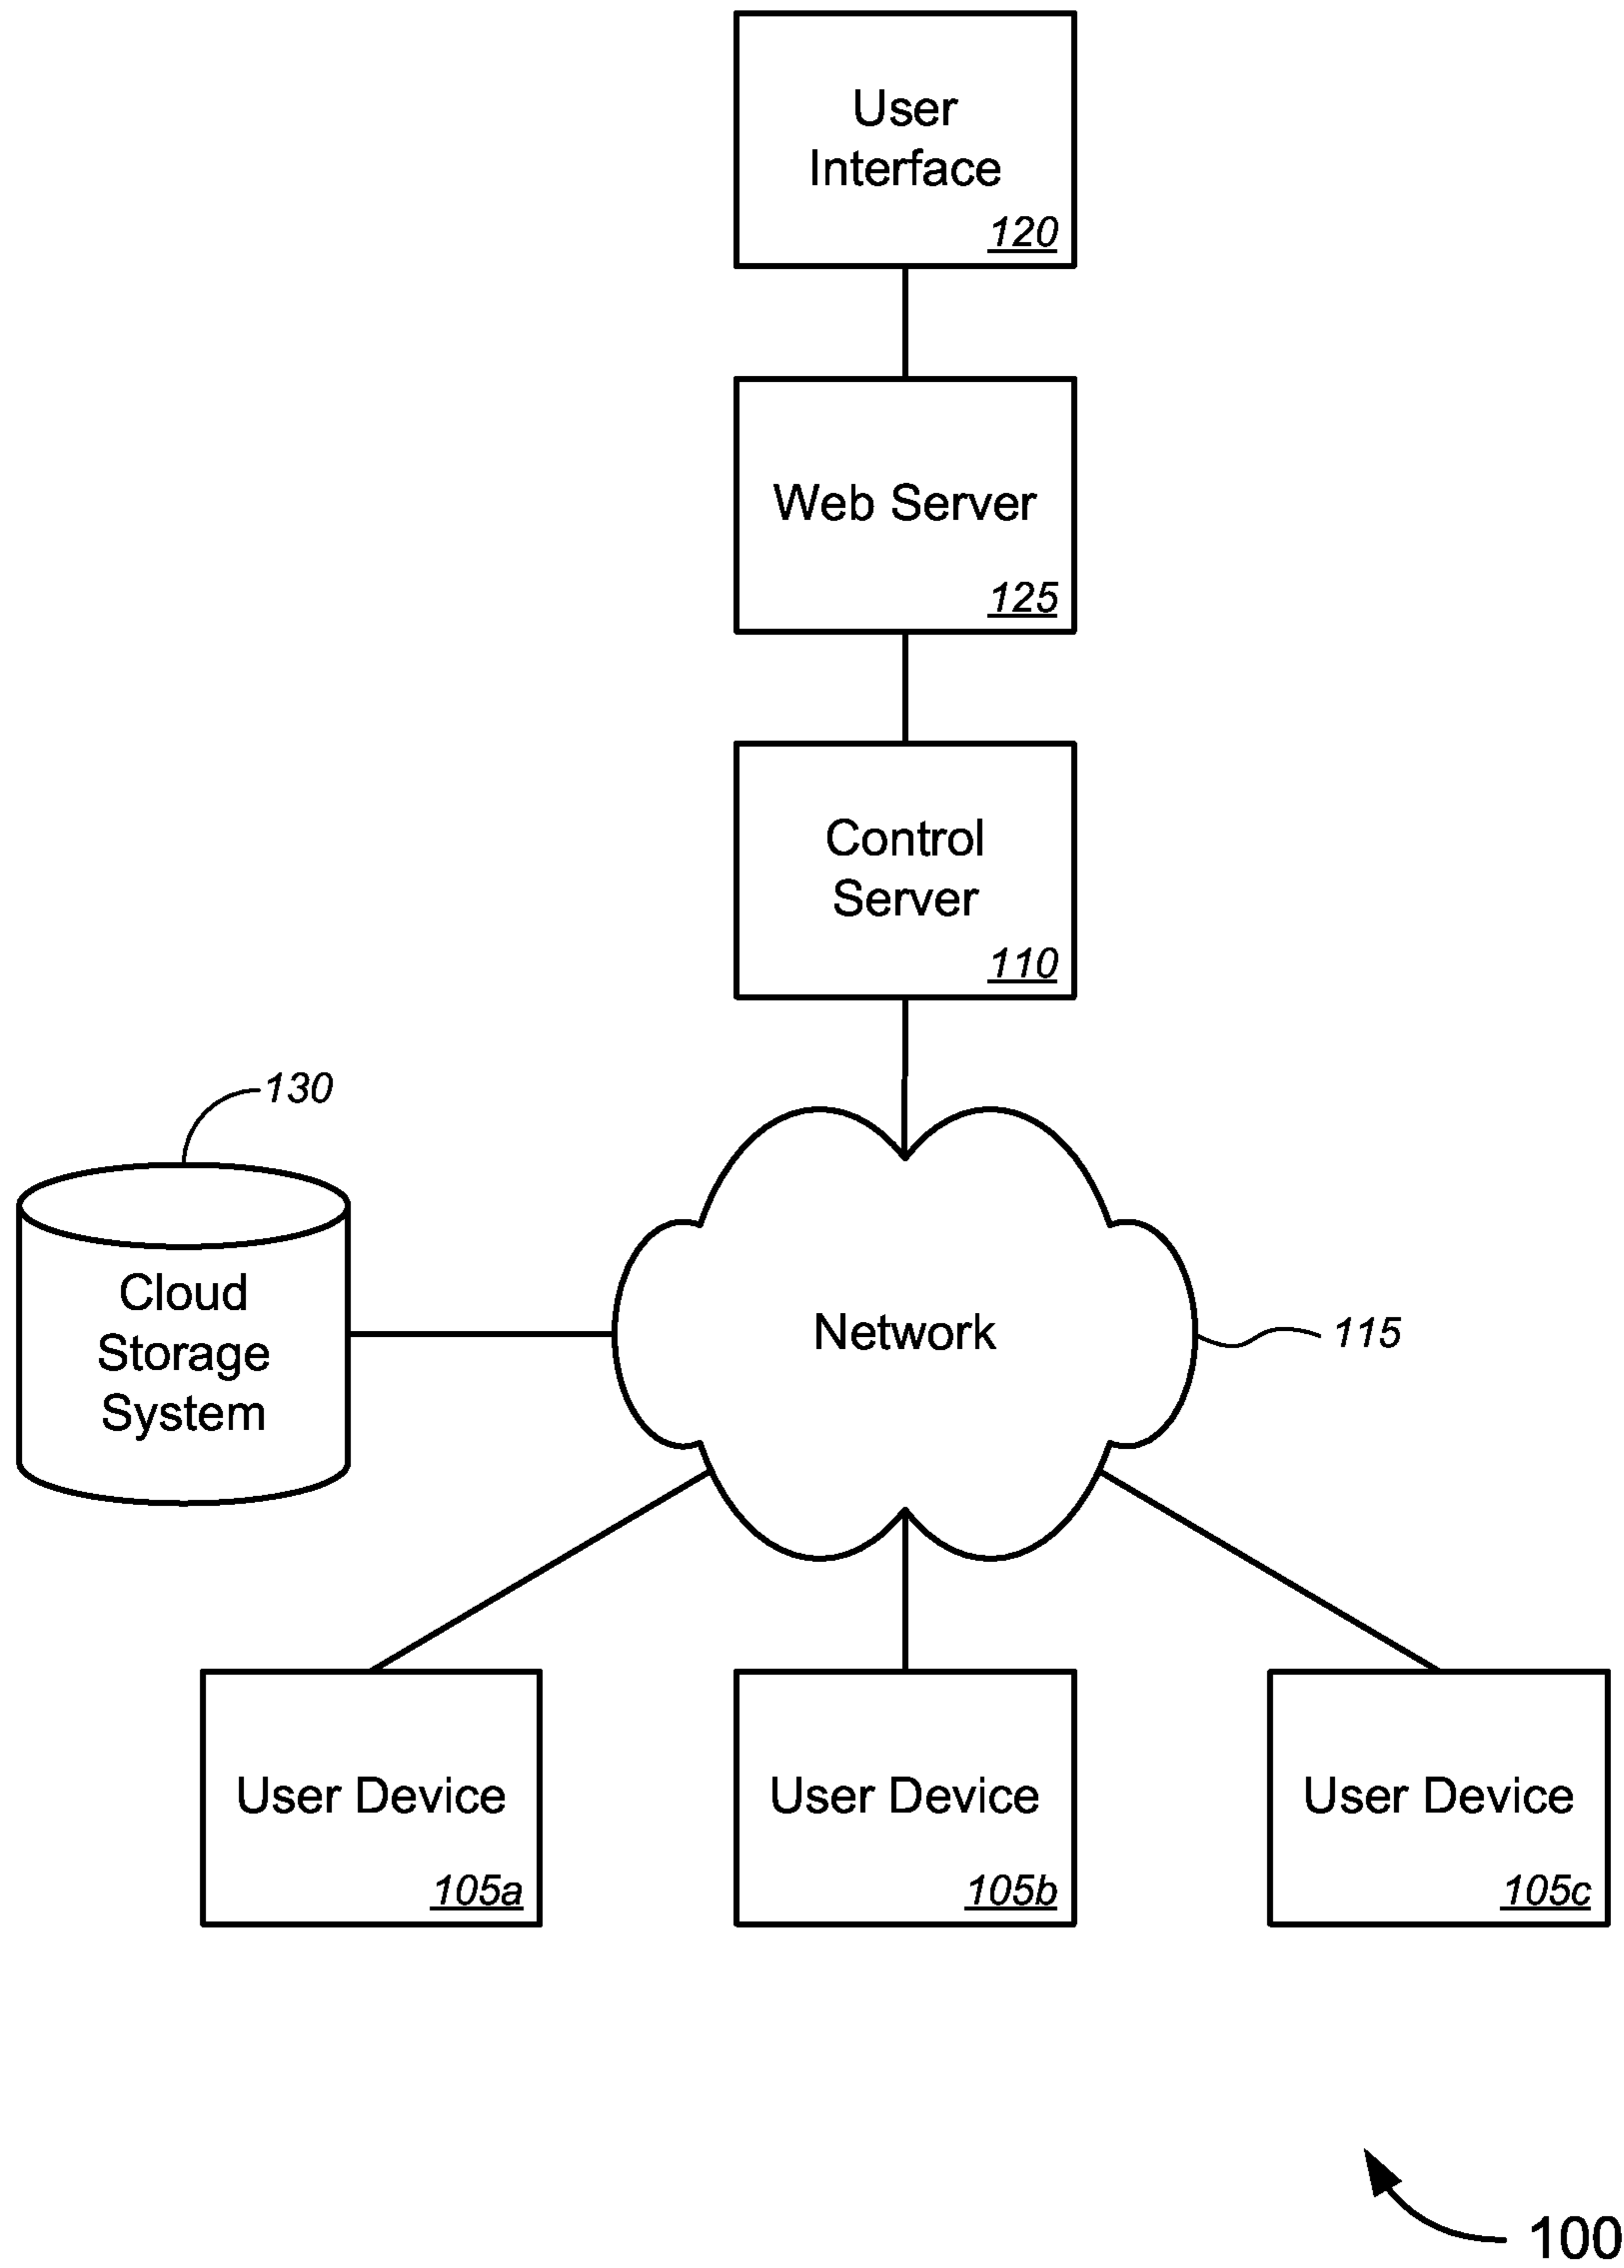 User
Interface
120
Web Server
125
Control
Server
110
130
Cloud
Storage
System
Network
115
User Device
105a
User Device
105b
User Device
105c
100